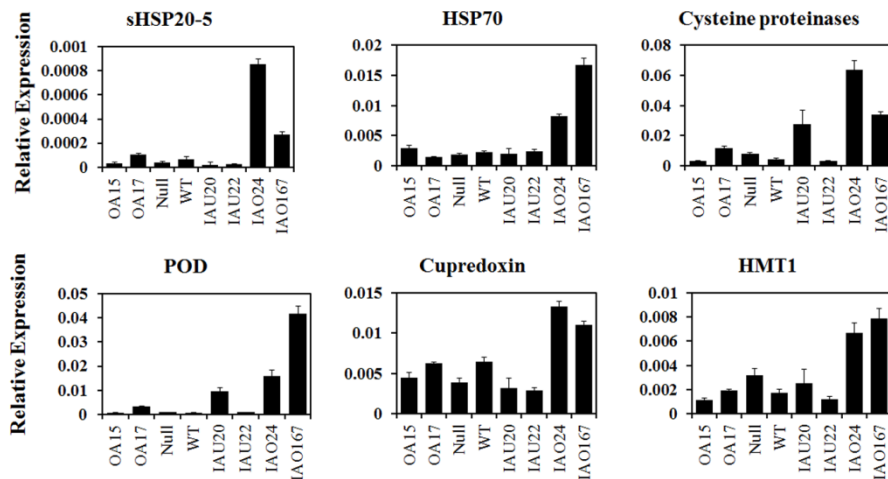 sHSP20-5
Relative Expression
0.001
0.0008
0.0006
0.0004
0.0002
0
OA15 OA17 Null WT IAU20 IAU22 IAO24 IAO167
HSP70
0.02
0.015
0.01
0.005
0
OA15 OA17 Null WT IAU20 IAU22 IAO24 IAO167
Cysteine proteinases
0.08
0.06
0.04
0.02
0
OA15 OA17 Null WT IAU20 IAU22 IAO24 IAO167
POD
Relative Expression
0.05
0.04
0.03
0.02
0.01
0
OA15 OA17 Null WT IAU20 IAU22 IAO24 IAO167
Cupredoxin
0.015
0.01
0.005
0
OA15 OA17 Null WT IAU20 IAU22 IAO24 IAO167
HMT1
0.01
0.008
0.006
0.004
0.002
0
OA15 OA17 Null WT IAU20 IAU22 IAO24 IAO167